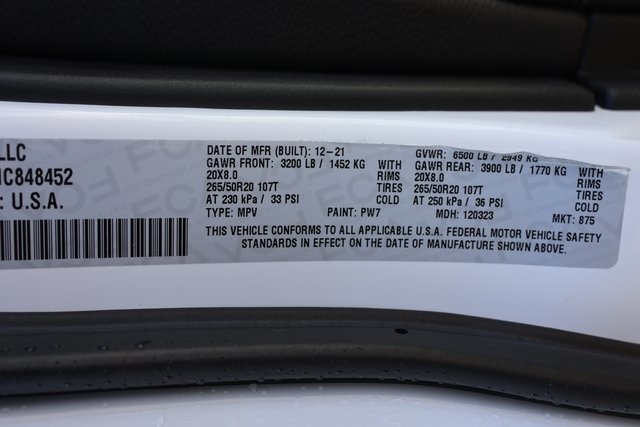 LLC
C848452
: U.S.A.
DATE OF MFR (BUILT): 12-21 GVWR: 6500 LB / 2949 KG
GAWR FRONT: 3200 LB / 1452 KG WITH GAWR REAR: 3900 LB / 1770 KG WITH
20X8.0 RIMS 20X8.0 RIMS
265/50R20 107T TIRES 265/50R20 107T TIRES
AT 230 kPa / 33 PSI COLD AT 250 kPa / 36 PSI COLD
TYPE: MPV PAINT: PW7 MDH: 120323 MKT: 875
THIS VEHICLE CONFORMS TO ALL APPLICABLE U.S.A. FEDERAL MOTOR VEHICLE SAFETY
STANDARDS IN EFFECT ON THE DATE OF MANUFACTURE SHOWN ABOVE.